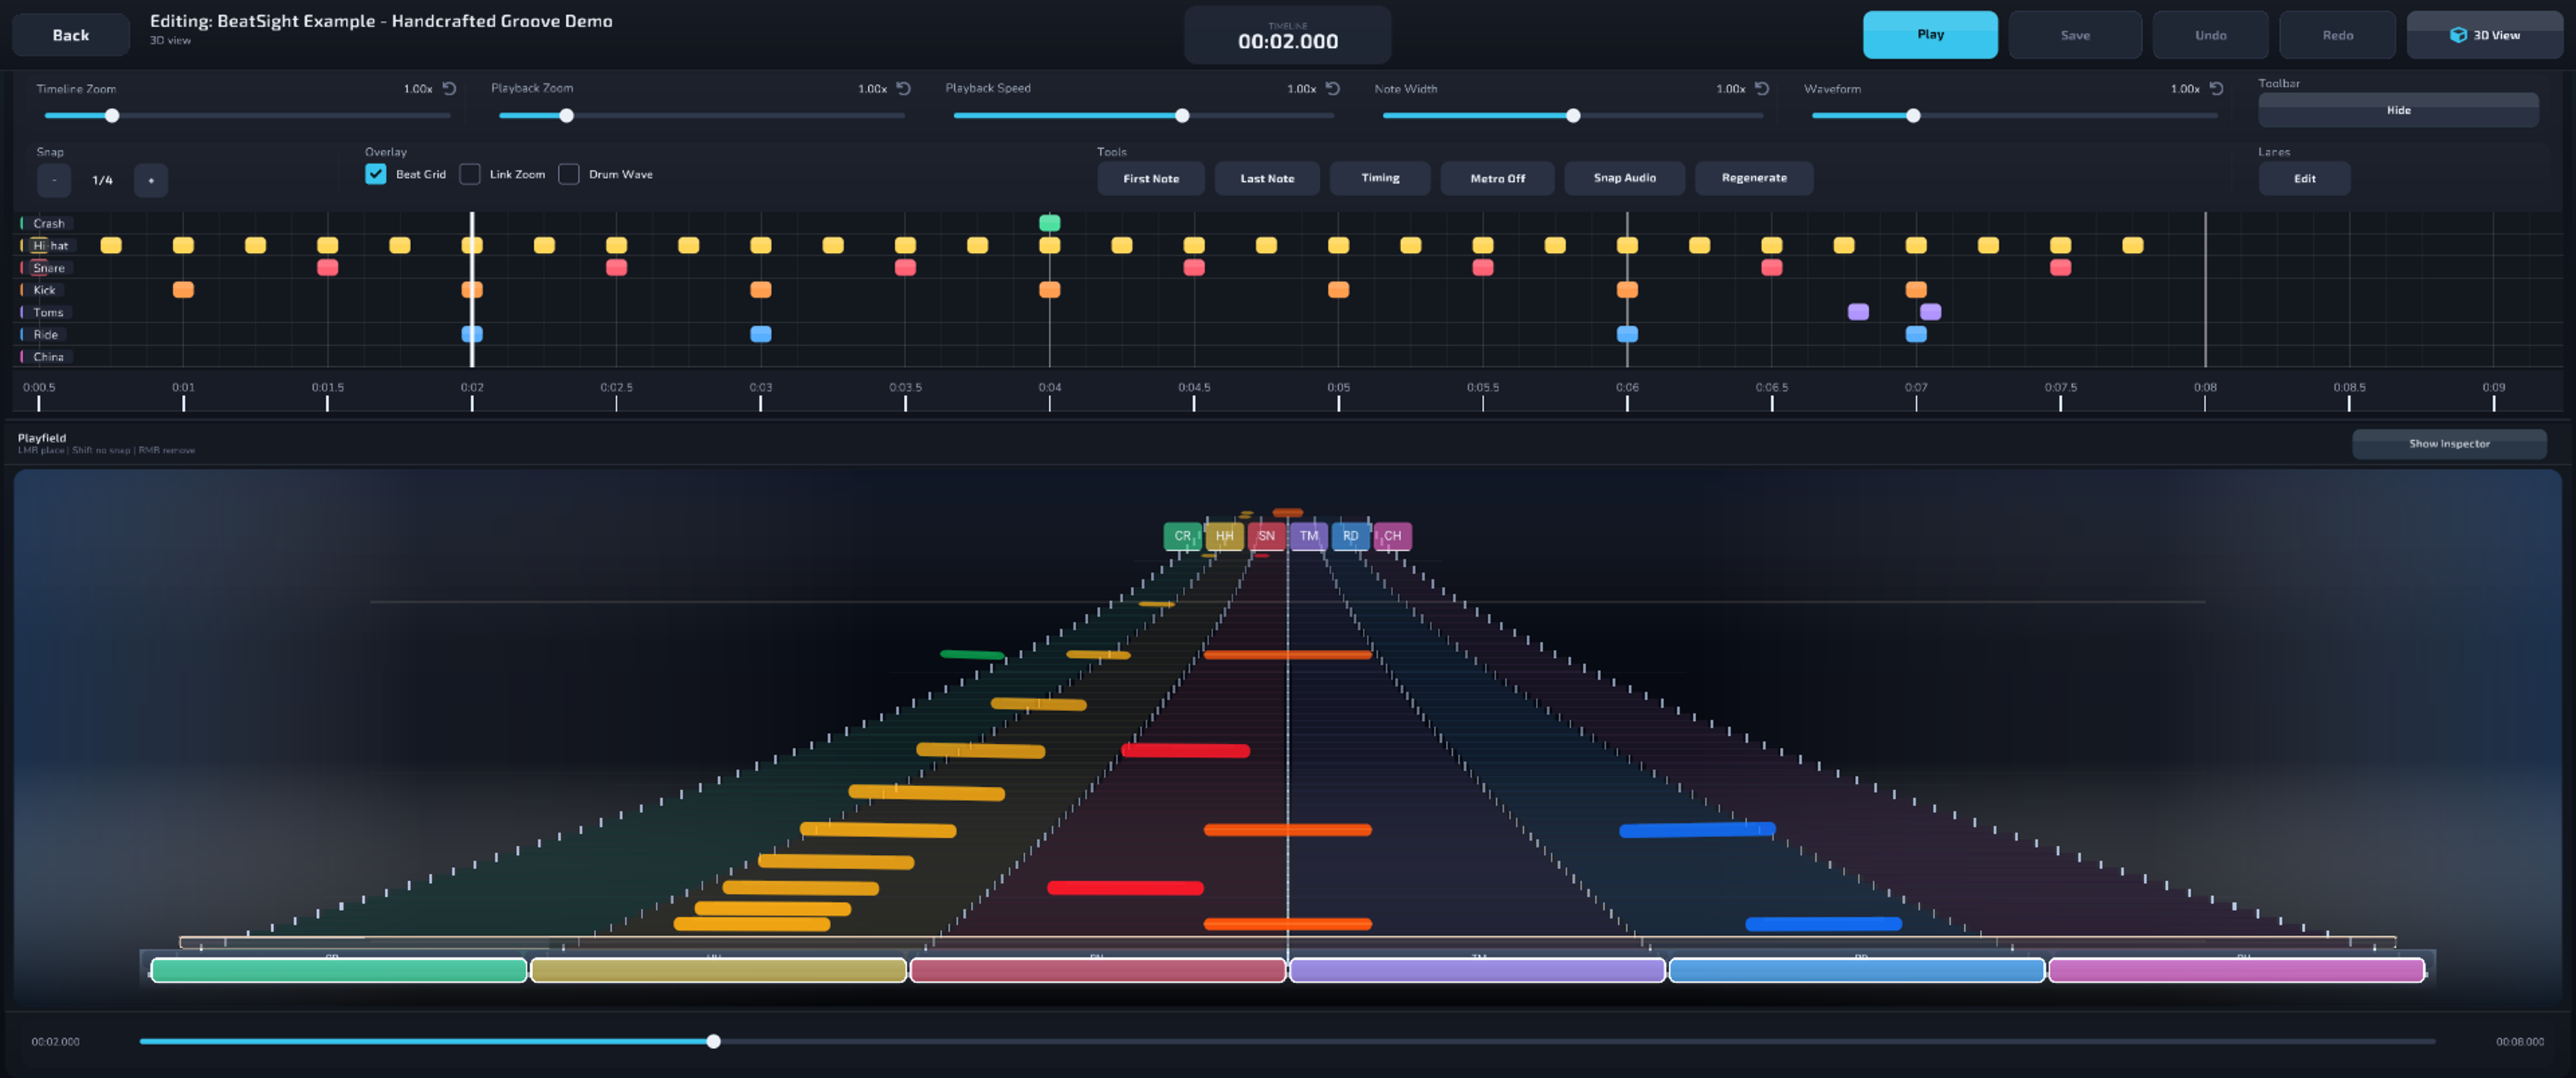 Back
Editing: BeatSight Example - Handcrafted Groove Demo
3D view
TIMELINE
00:02.000
Play
Save
Undo
Redo
3D View
Timeline Zoom 1.00x
Playback Zoom 1.00x
Playback Speed 1.00x
Note Width 1.00x
Waveform 1.00x
Toolbar
Hide
Snap
- 1/4 +
Overlay
Beat Grid
Link Zoom
Drum Wave
Tools
First Note
Last Note
Timing
Metro Off
Snap Audio
Regenerate
Lanes
Edit
Crash
Hi-hat
Snare
Kick
Toms
Ride
China
0:00.5 0:01 0:01.5 0:02 0:02.5 0:03 0:03.5 0:04 0:04.5 0:05 0:05.5 0:06 0:06.5 0:07 0:07.5 0:08 0:08.5 0:09
Playfield
LMB place | Shift no snap | RMB remove
Show Inspector
CR HH SN TM RD CH
00:02.000
00:08.000